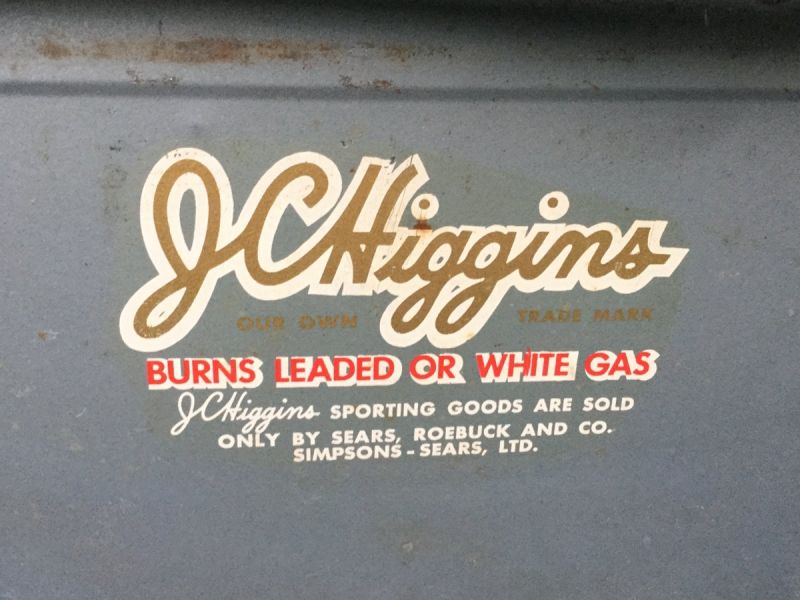 JCHiggins
OUR OWN TRADE MARK
BURNS LEADED OR WHITE GAS
JCHiggins SPORTING GOODS ARE SOLD
ONLY BY SEARS, ROEBUCK AND CO.
SIMPSONS-SEARS, LTD.